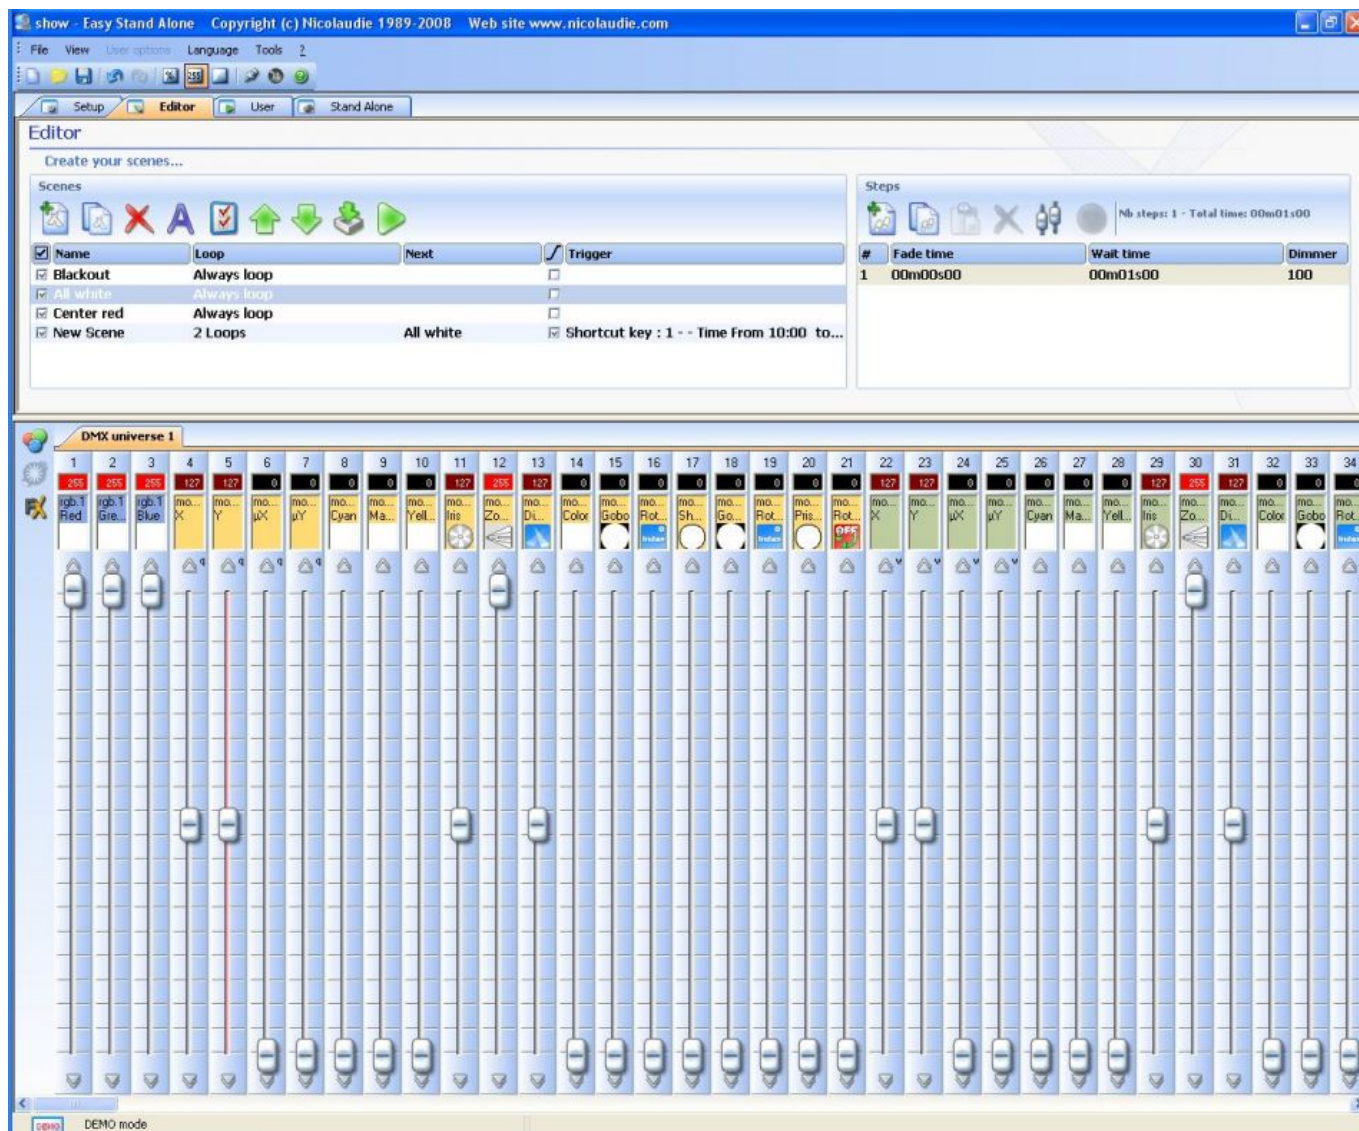 show - Easy Stand Alone Copyright (c) Nicolaudie 1989-2008 Web site www.nicolaudie.com
File View User options Language Tools ?
Setup Editor User Stand Alone
Editor
Create your scenes...
Scenes
Steps
Nb steps: 1 - Total time: 00m01s00
Name Loop Next Trigger
# Fade time Wait time Dimmer
Blackout Always loop
1 00m00s00 00m01s00 100
All white Always loop
Center red Always loop
New Scene 2 Loops All white Shortcut key : 1 - - Time From 10:00 to...
DMX universe 1
1 2 3 4 5 6 7 8 9 10 11 12 13 14 15 16 17 18 19 20 21 22 23 24 25 26 27 28 29 30 31 32 33 34
255 255 255 127 127 0 0 0 0 0 127 255 127 0 0 0 0 0 0 0 0 127 127 0 0 0 0 0 127 255 127 0 0 0
FX rgb.1 rgb.1 rgb.1 mo... mo... mo... mo... mo... mo... mo... mo... mo... mo... mo... mo... mo... mo... mo... mo... mo... mo... mo... mo... mo... mo... mo... mo... mo... mo... mo... mo... mo... mo... mo...
Red Gre... Blue X Y µX µY Cyan Ma... Yell... Iris Zo... Di... Color Gobo Rot... Sh... Go... Rot... Pris... Rot... X Y µX µY Cyan Ma... Yell... Iris Zo... Di... Color Gobo Rot...
OFF
DEMO DEMO mode